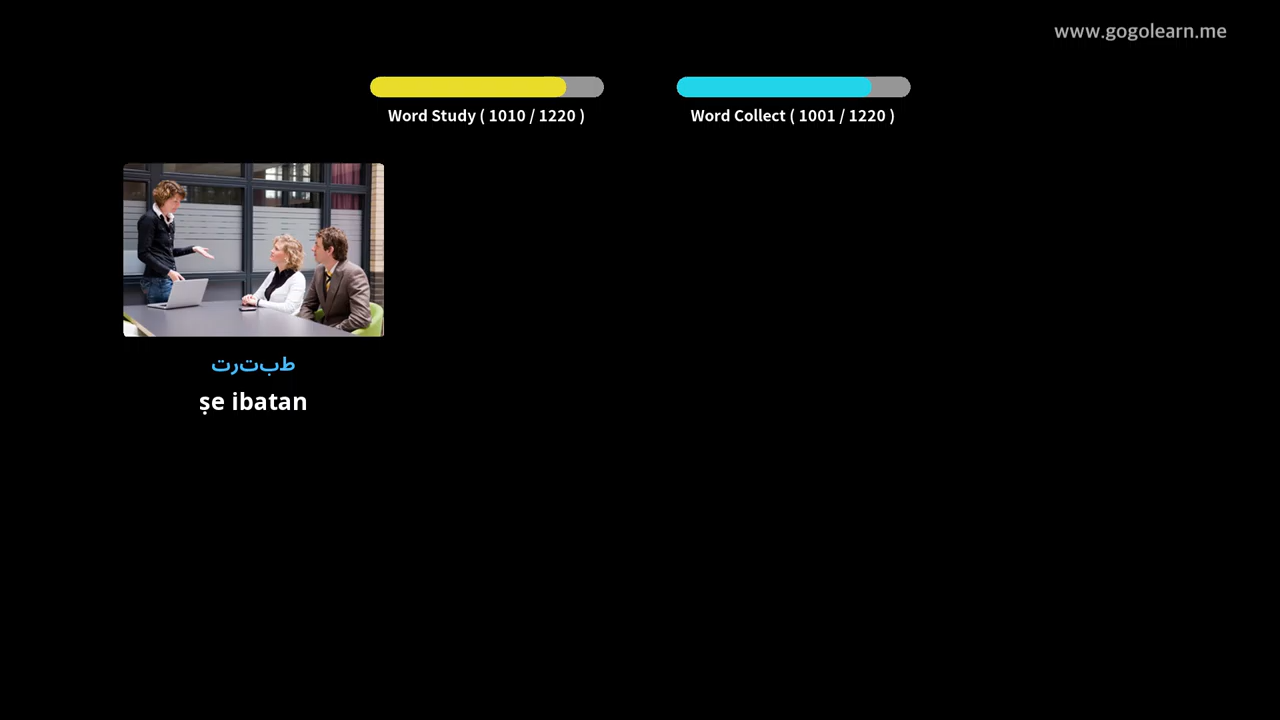 www.gogolearn.me
Word Study ( 1010 / 1220 )
Word Collect ( 1001 / 1220 )
طبترت
ṣe ibatan